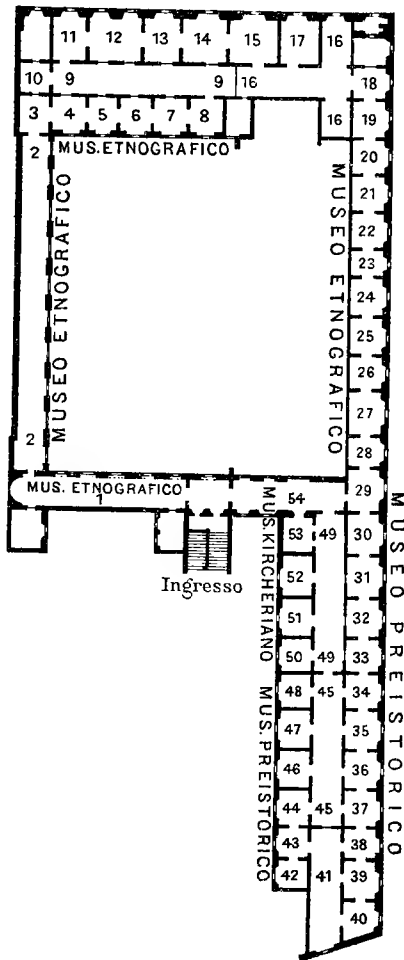 11 12 13 14 15 17 16
10 9 9 16 18
3 4 5 6 7 8 16 19
2 MUS. ETNOGRAFICO 20
MUSEO ETNOGRAFICO
MUSEO ETNOGRAFICO
21
22
23
24
25
26
27
2 28
MUS. ETNOGRAFICO 29
1 54
MUS. KIRCHERIANO
MUSEO PREISTORICO
53 49 30
Ingresso
52 31
51 32
50 49 33
MUS. PREISTORICO
48 45 34
47 35
46 36
44 45 37
43 38
42 41 39
40